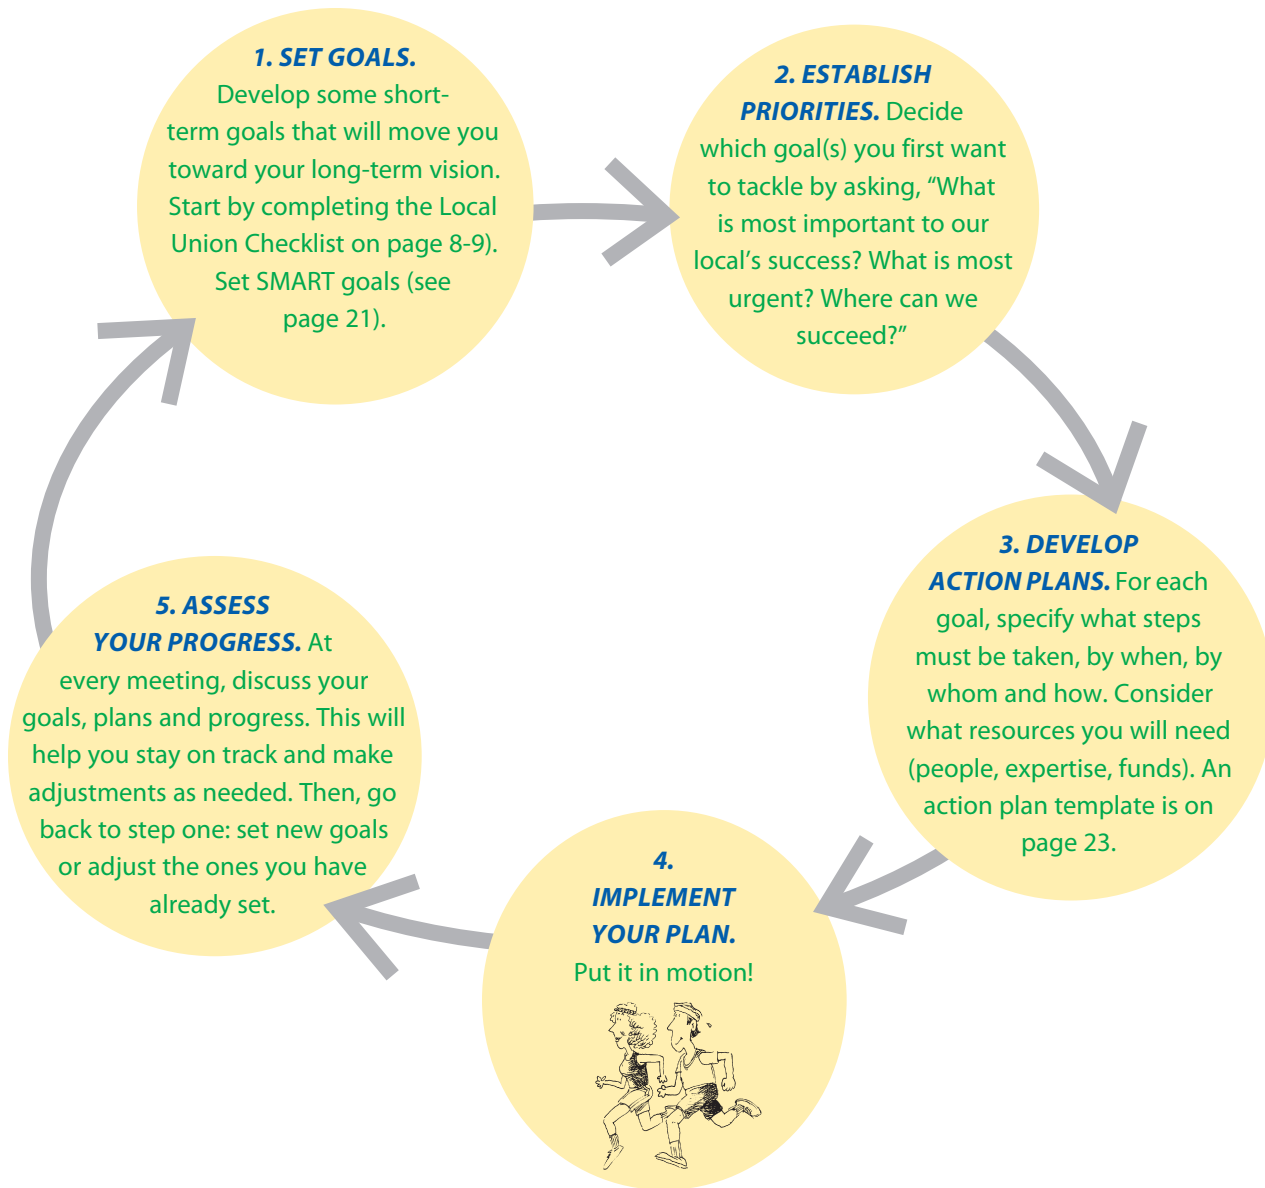 1. SET GOALS.
Develop some short-
term goals that will move you
toward your long-term vision.
Start by completing the Local
Union Checklist on page 8-9).
Set SMART goals (see
page 21).
2. ESTABLISH
PRIORITIES. Decide
which goal(s) you first want
to tackle by asking, “What
is most important to our
local’s success? What is most
urgent? Where can we
succeed?”
3. DEVELOP
ACTION PLANS. For each
goal, specify what steps
must be taken, by when, by
whom and how. Consider
what resources you will need
(people, expertise, funds). An
action plan template is on
page 23.
4.
IMPLEMENT
YOUR PLAN.
Put it in motion!
5. ASSESS
YOUR PROGRESS. At
every meeting, discuss your
goals, plans and progress. This will
help you stay on track and make
adjustments as needed. Then, go
back to step one: set new goals
or adjust the ones you have
already set.